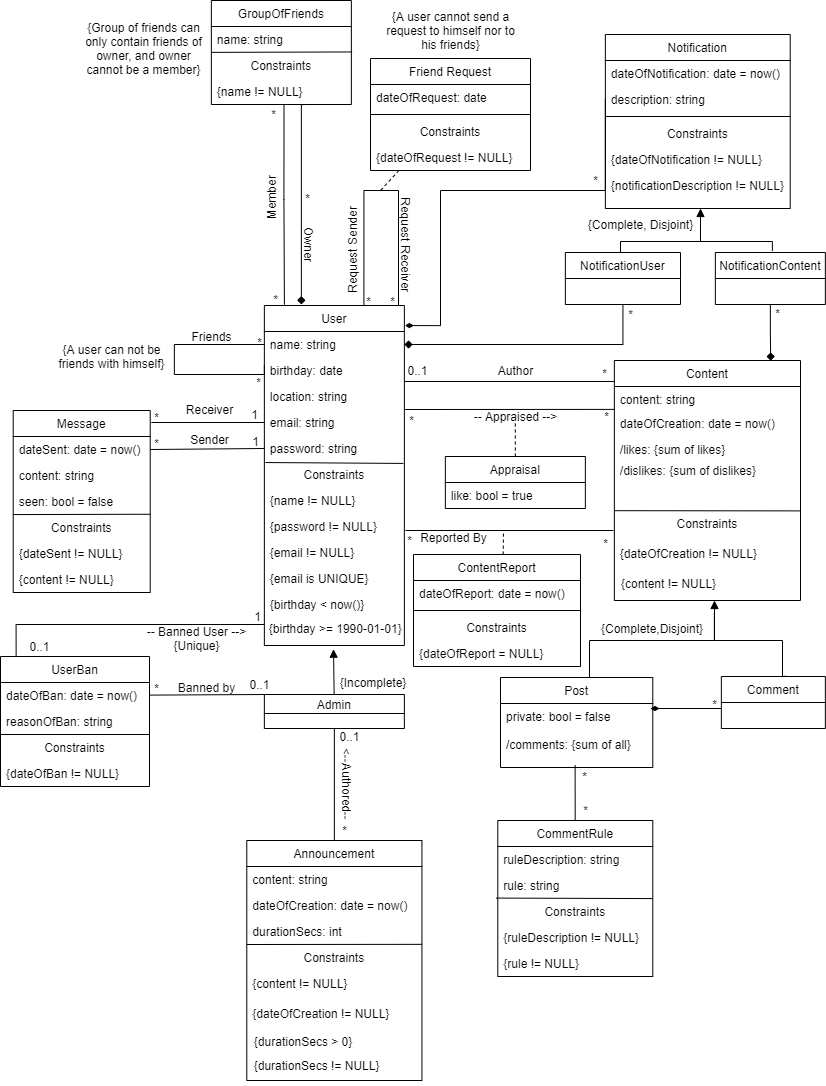 GroupOfFriends
name: string
Constraints
{name != NULL}
{Group of friends can
only contain friends of
owner, and owner
cannot be a member}
{A user cannot send a
request to himself nor to
his friends}
Friend Request
dateOfRequest: date
Constraints
{dateOfRequest != NULL}
Notification
dateOfNotification: date = now()
description: string
Constraints
{dateOfNotification != NULL}
{notificationDescription != NULL}
*
*
*
Member
Owner
Request Sender
Request Receiver
{Complete, Disjoint}
NotificationUser
NotificationContent
*
*
*
*
*
User
name: string
birthday: date
location: string
email: string
password: string
Constraints
{name != NULL}
{password != NULL}
{email != NULL}
{email is UNIQUE}
{birthday < now()}
{birthday >= 1990-01-01}
Friends
*
*
{A user can not be
friends with himself}
0..1
Author
*
*
-- Appraised -->
*
Appraisal
like: bool = true
*
Reported By
*
ContentReport
dateOfReport: date = now()
Constraints
{dateOfReport = NULL}
Content
content: string
dateOfCreation: date = now()
/likes: {sum of likes}
/dislikes: {sum of dislikes}
Constraints
{dateOfCreation != NULL}
{content != NULL}
Message
dateSent: date = now()
content: string
seen: bool = false
Constraints
{dateSent != NULL}
{content != NULL}
*
Receiver
1
*
Sender
1
1
-- Banned User -->
{Unique}
0..1
UserBan
dateOfBan: date = now()
reasonOfBan: string
Constraints
{dateOfBan != NULL}
*
Banned by
0..1
{Incomplete}
Admin
0..1
<--Authored--
*
Announcement
content: string
dateOfCreation: date = now()
durationSecs: int
Constraints
{content != NULL}
{dateOfCreation != NULL}
{durationSecs > 0}
{durationSecs != NULL}
{Complete,Disjoint}
Post
private: bool = false
/comments: {sum of all}
*
Comment
*
*
CommentRule
ruleDescription: string
rule: string
Constraints
{ruleDescription != NULL}
{rule != NULL}